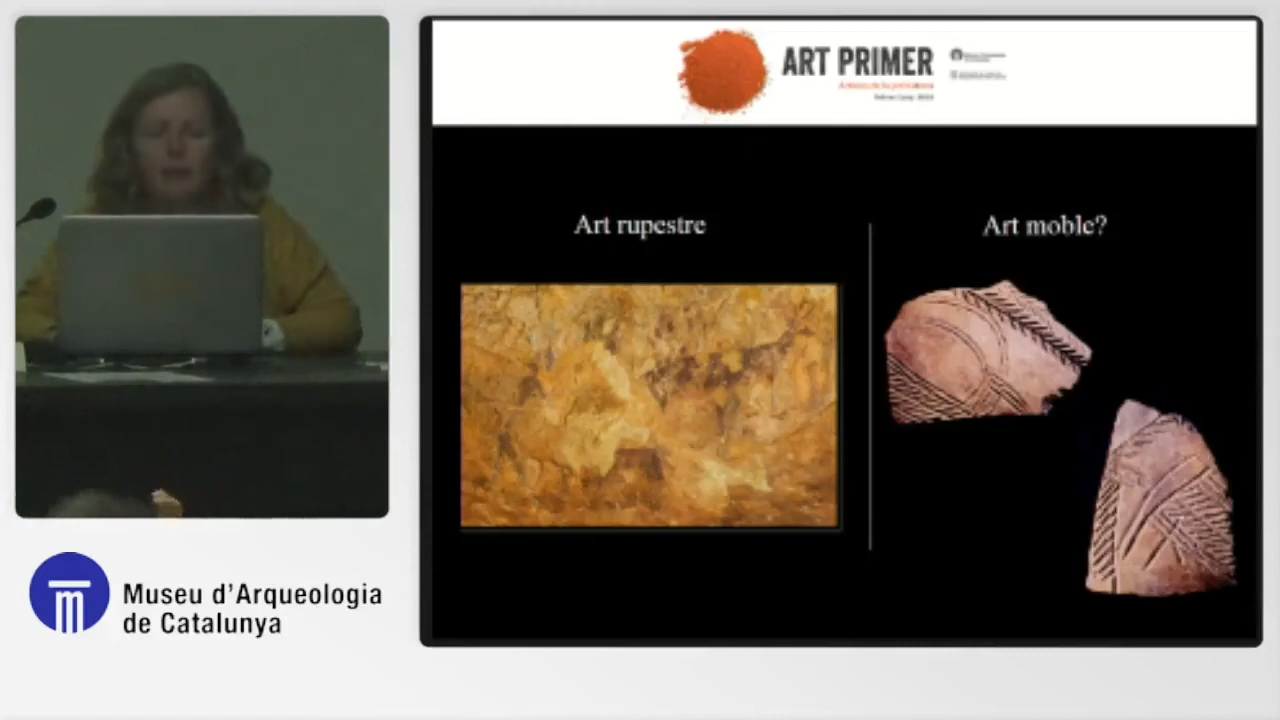 ART PRIMER
Art rupestre
Art moble?
Museu d'Arqueologia
de Catalunya